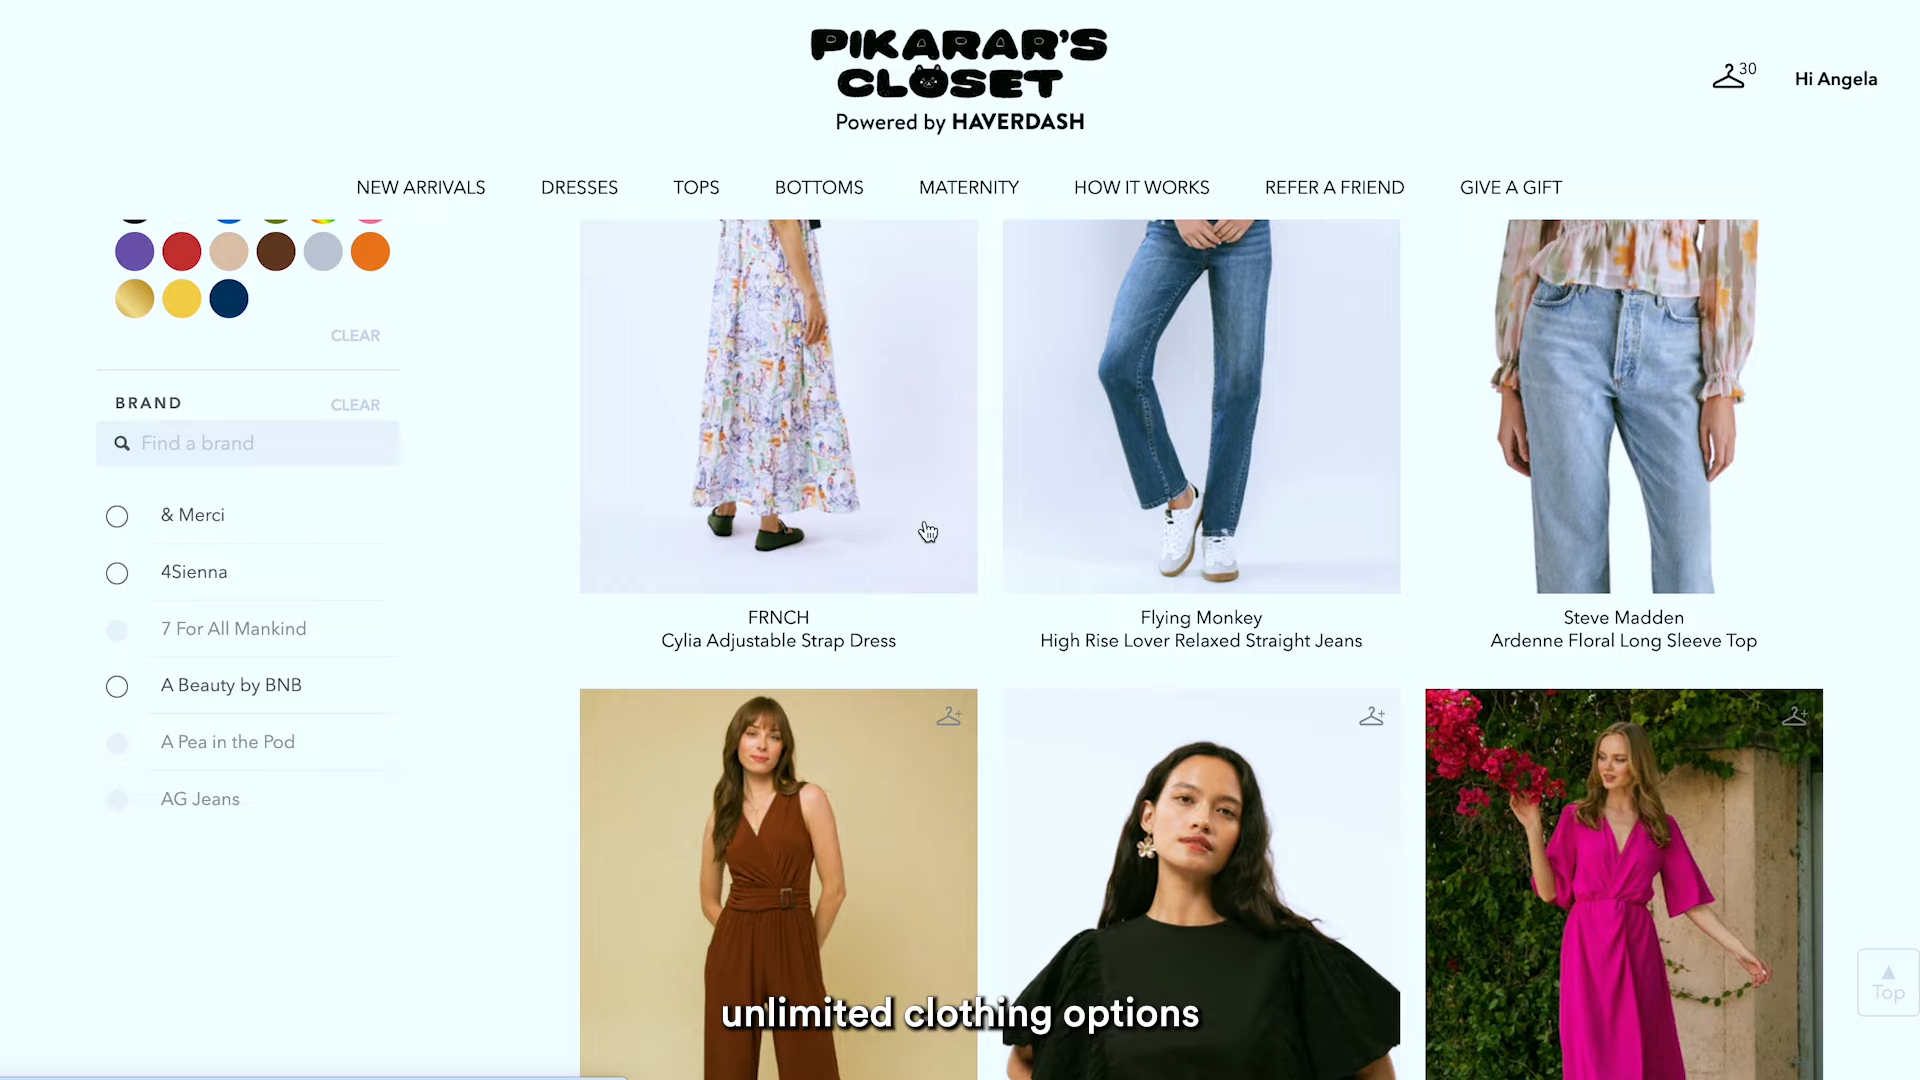 PIKARAR'S
CLOSET
Powered by HAVERDASH
30
Hi Angela
NEW ARRIVALS
DRESSES
TOPS
BOTTOMS
MATERNITY
HOW IT WORKS
REFER A FRIEND
GIVE A GIFT
CLEAR
BRAND
CLEAR
Find a brand
& Merci
4Sienna
7 For All Mankind
A Beauty by BNB
A Pea in the Pod
AG Jeans
FRNCH
Cylia Adjustable Strap Dress
Flying Monkey
High Rise Lover Relaxed Straight Jeans
Steve Madden
Ardenne Floral Long Sleeve Top
unlimited clothing options
Top